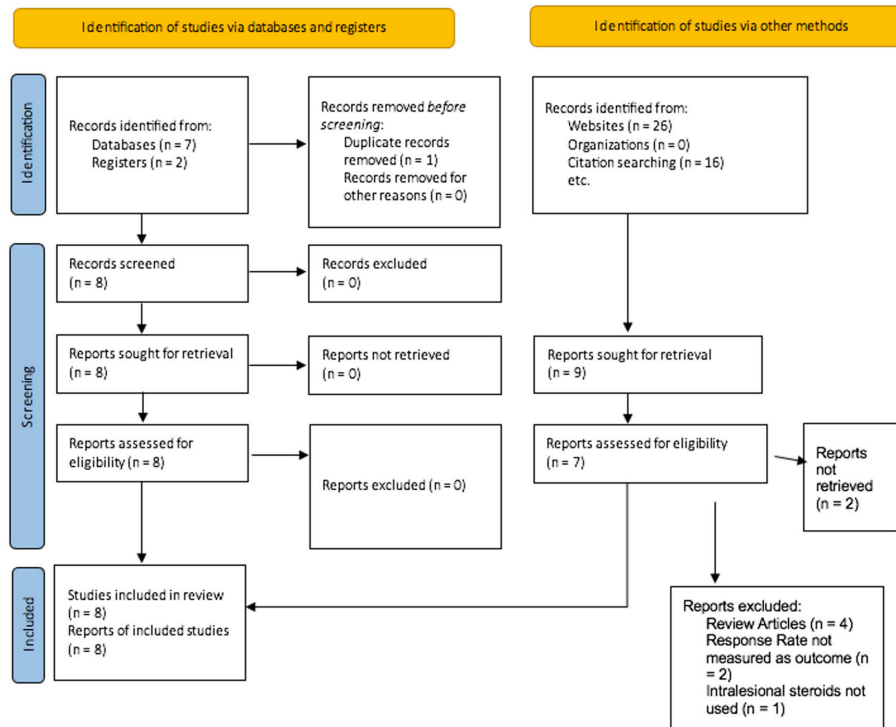 Identification of studies via databases and registers
Identification of studies via other methods
Identification
Records identified from:
Databases (n = 7)
Registers (n = 2)
Records removed before
screening:
Duplicate records
removed (n = 1)
Records removed for
other reasons (n = 0)
Records identified from:
Websites (n = 26)
Organizations (n = 0)
Citation searching (n = 16)
etc.
Screening
Records screened
(n = 8)
Records excluded
(n = 0)
Reports sought for retrieval
(n = 8)
Reports not retrieved
(n = 0)
Reports sought for retrieval
(n = 9)
Reports assessed for
eligibility (n = 8)
Reports excluded (n = 0)
Reports assessed for eligibility
(n = 7)
Reports
not
retrieved
(n = 2)
Included
Studies included in review
(n = 8)
Reports of included studies
(n = 8)
Reports excluded:
Review Articles (n = 4)
Response Rate not
measured as outcome (n
= 2)
Intralesional steroids not
used (n = 1)